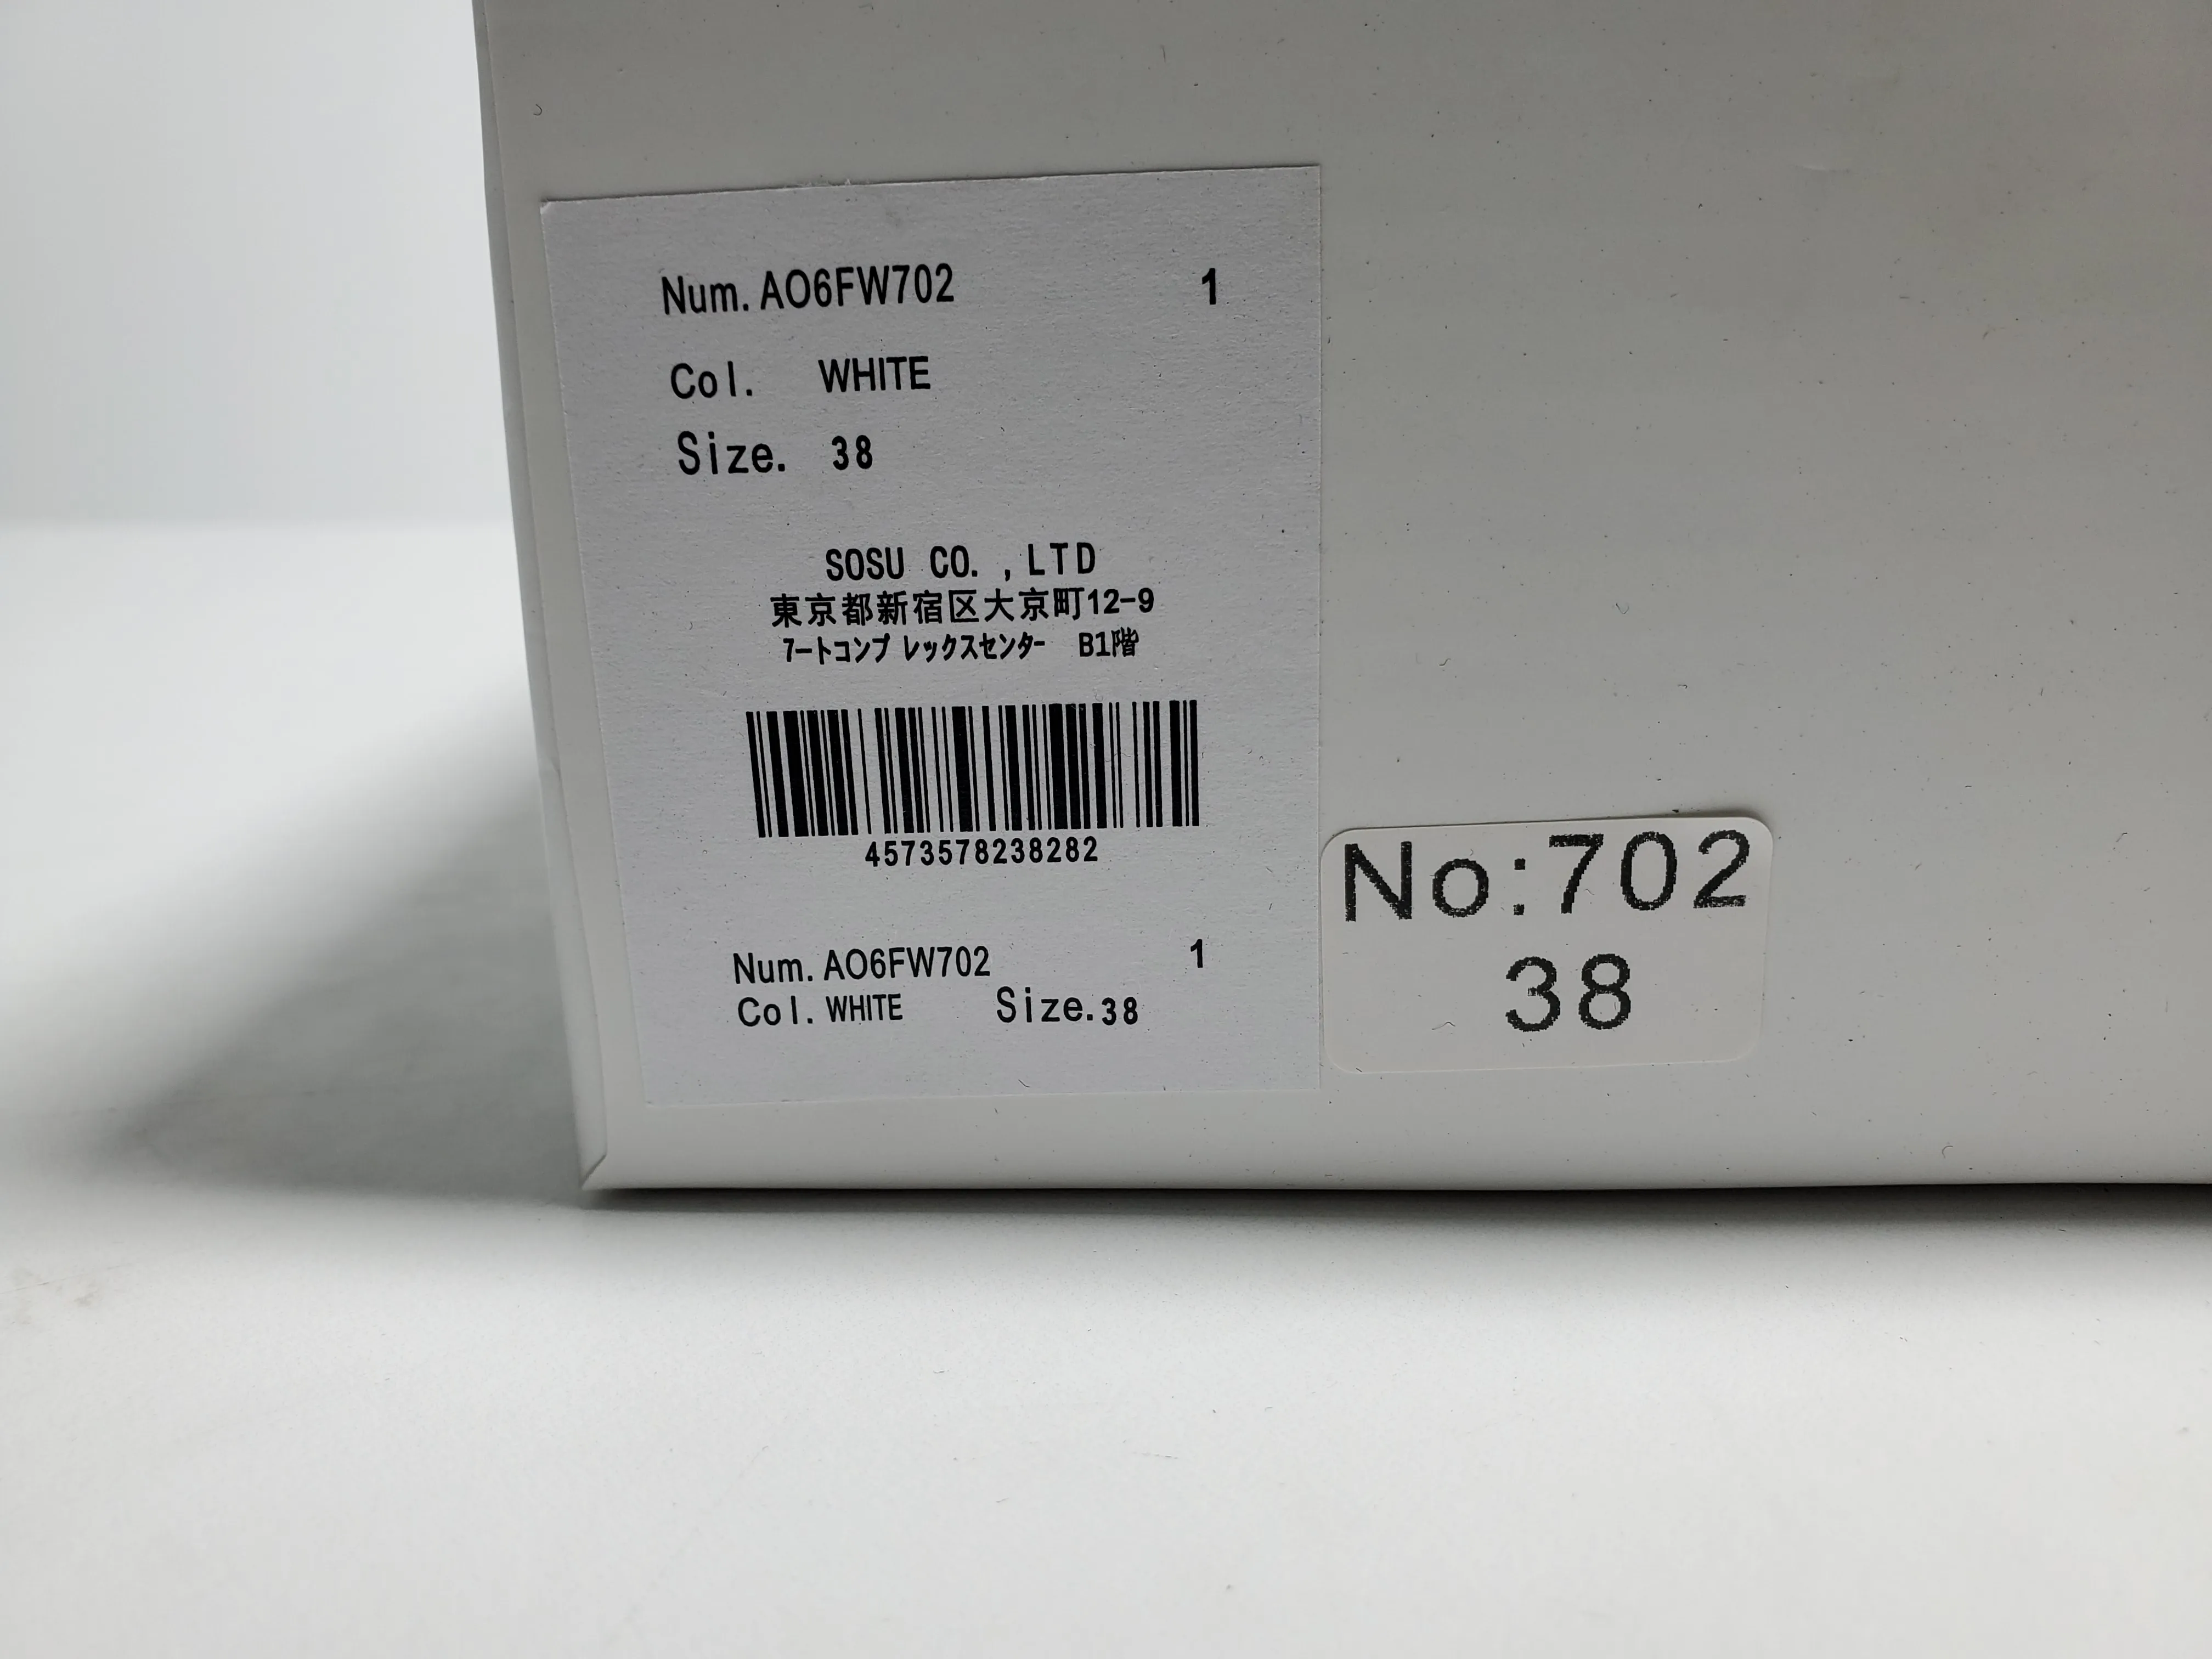 Num. AO6FW702 1
Col. WHITE
Size. 38
SOSU CO. , LTD
東京都新宿区大京町12-9
7ートコンプ レックスセンター B1階
4573578238282
Num. AO6FW702 1
Col. WHITE Size. 38
No:702
38